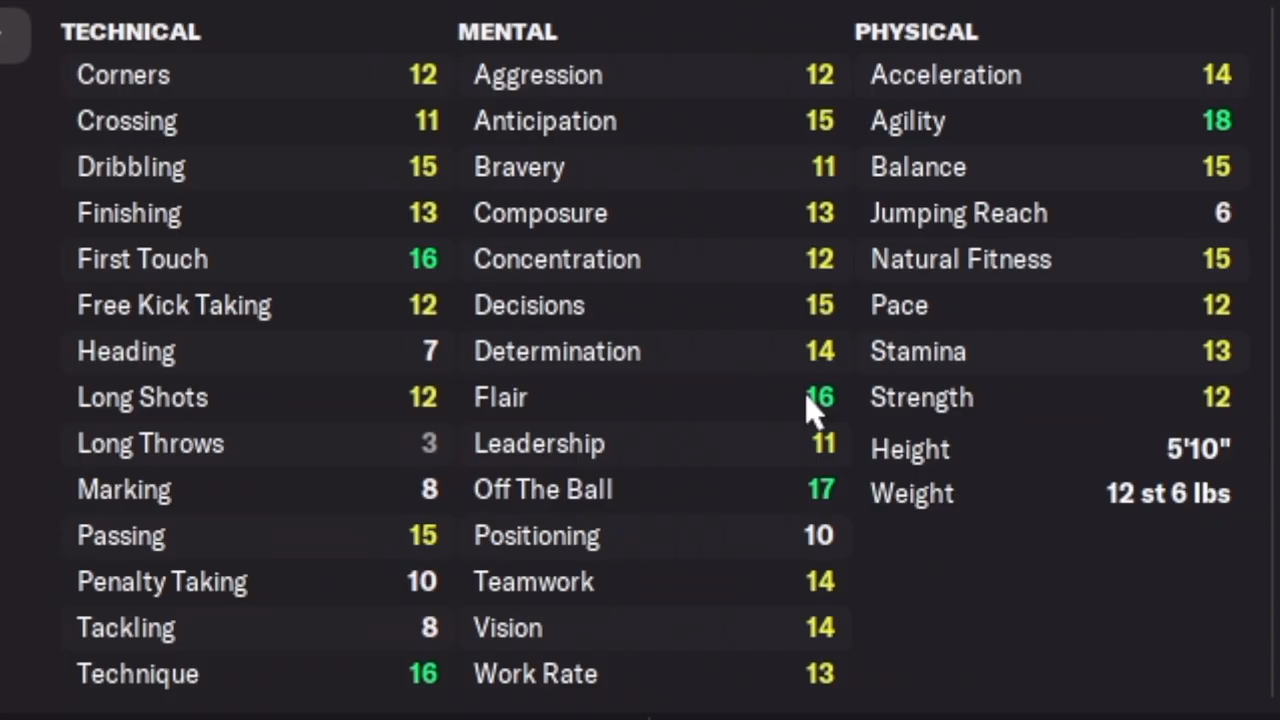 TECHNICAL
Corners 12
Crossing 11
Dribbling 15
Finishing 13
First Touch 16
Free Kick Taking 12
Heading 7
Long Shots 12
Long Throws 3
Marking 8
Passing 15
Penalty Taking 10
Tackling 8
Technique 16
MENTAL
Aggression 12
Anticipation 15
Bravery 11
Composure 13
Concentration 12
Decisions 15
Determination 14
Flair 16
Leadership 11
Off The Ball 17
Positioning 10
Teamwork 14
Vision 14
Work Rate 13
PHYSICAL
Acceleration 14
Agility 18
Balance 15
Jumping Reach 6
Natural Fitness 15
Pace 12
Stamina 13
Strength 12
Height 5'10"
Weight 12 st 6 lbs